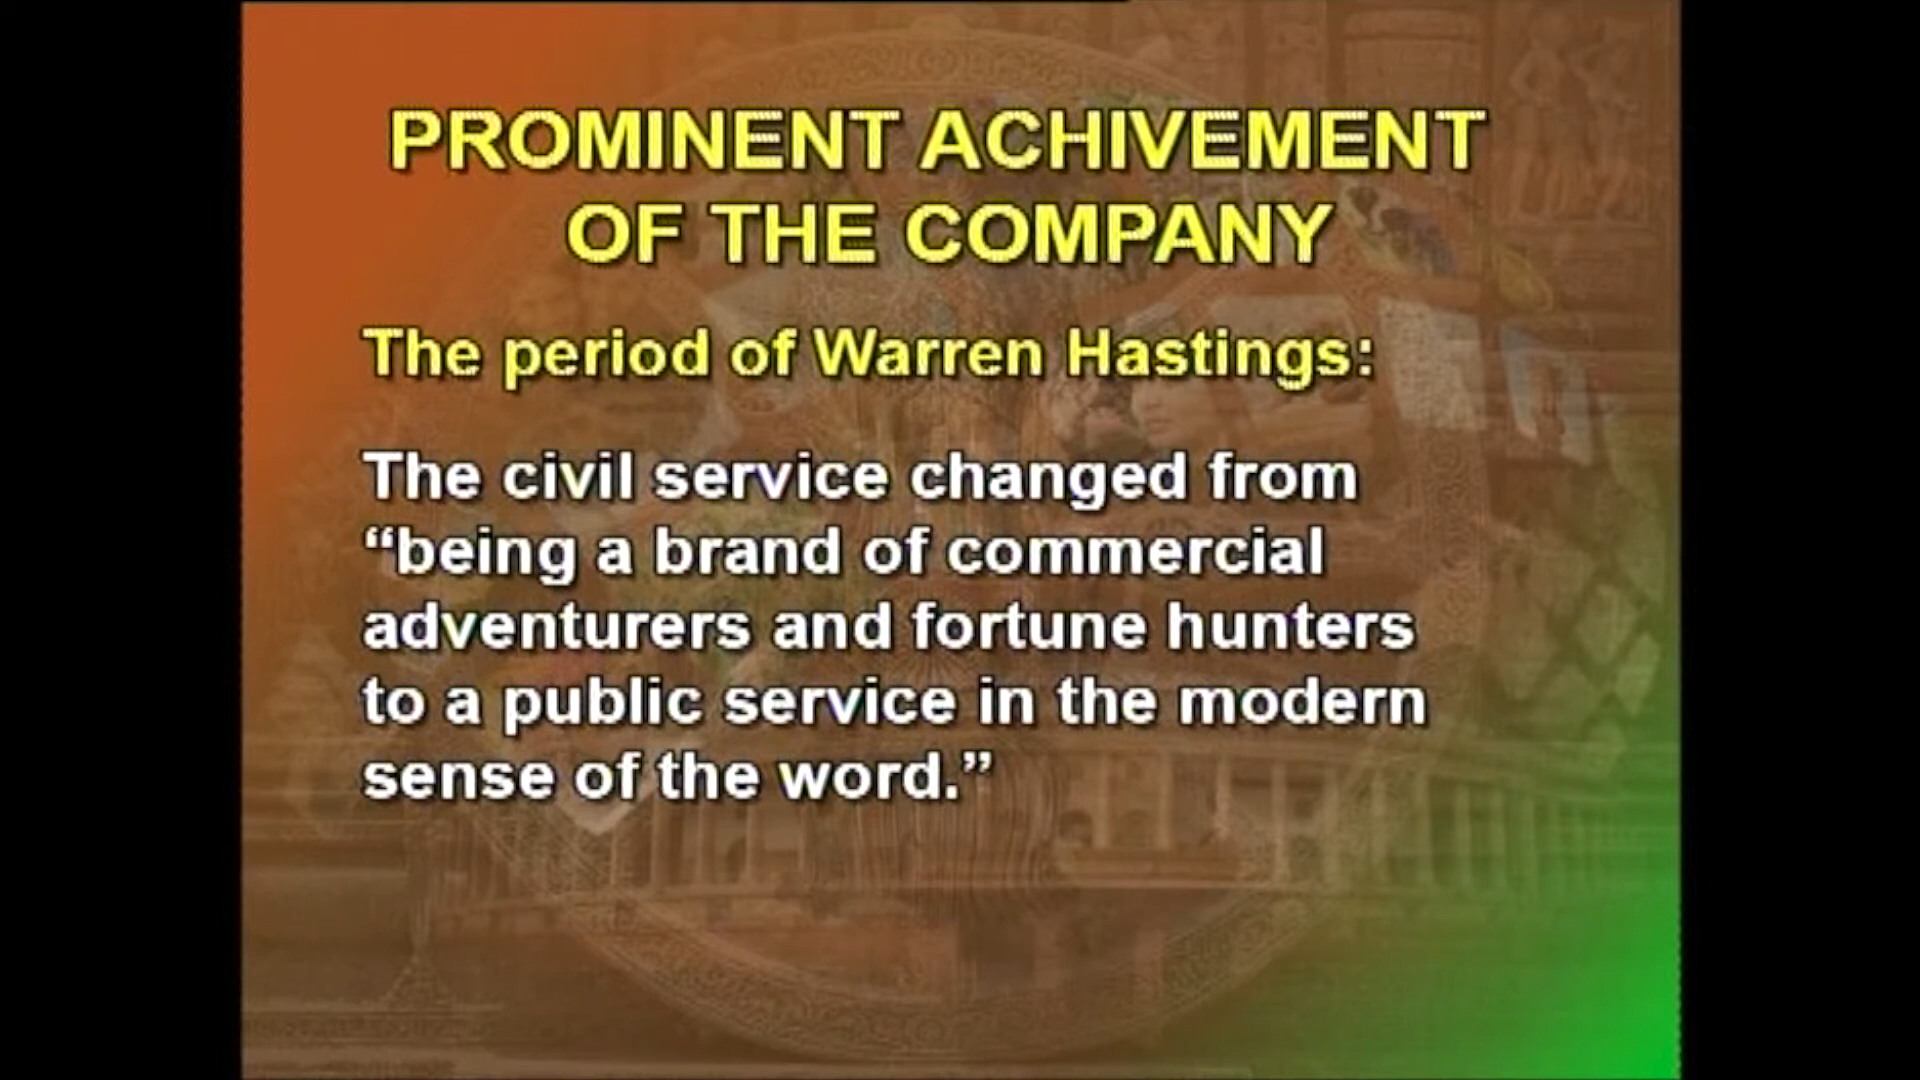 PROMINENT ACHIVEMENT
OF THE COMPANY
The period of Warren Hastings:
The civil service changed from
“being a brand of commercial
adventurers and fortune hunters
to a public service in the modern
sense of the word.”